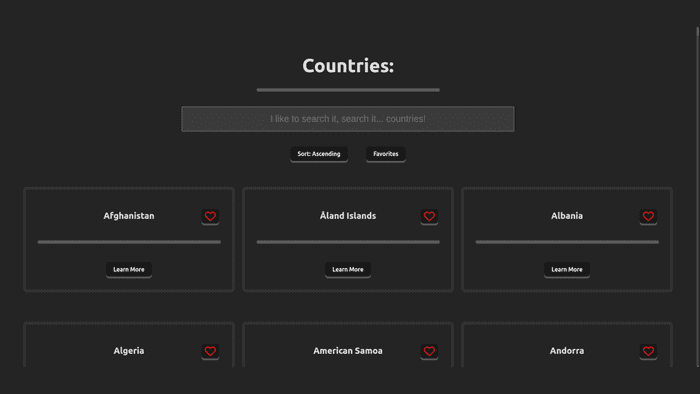 Countries:
I like to search it, search it... countries!
Sort: Ascending Favorites
Afghanistan Åland Islands Albania
Learn More Learn More Learn More
Algeria American Samoa Andorra